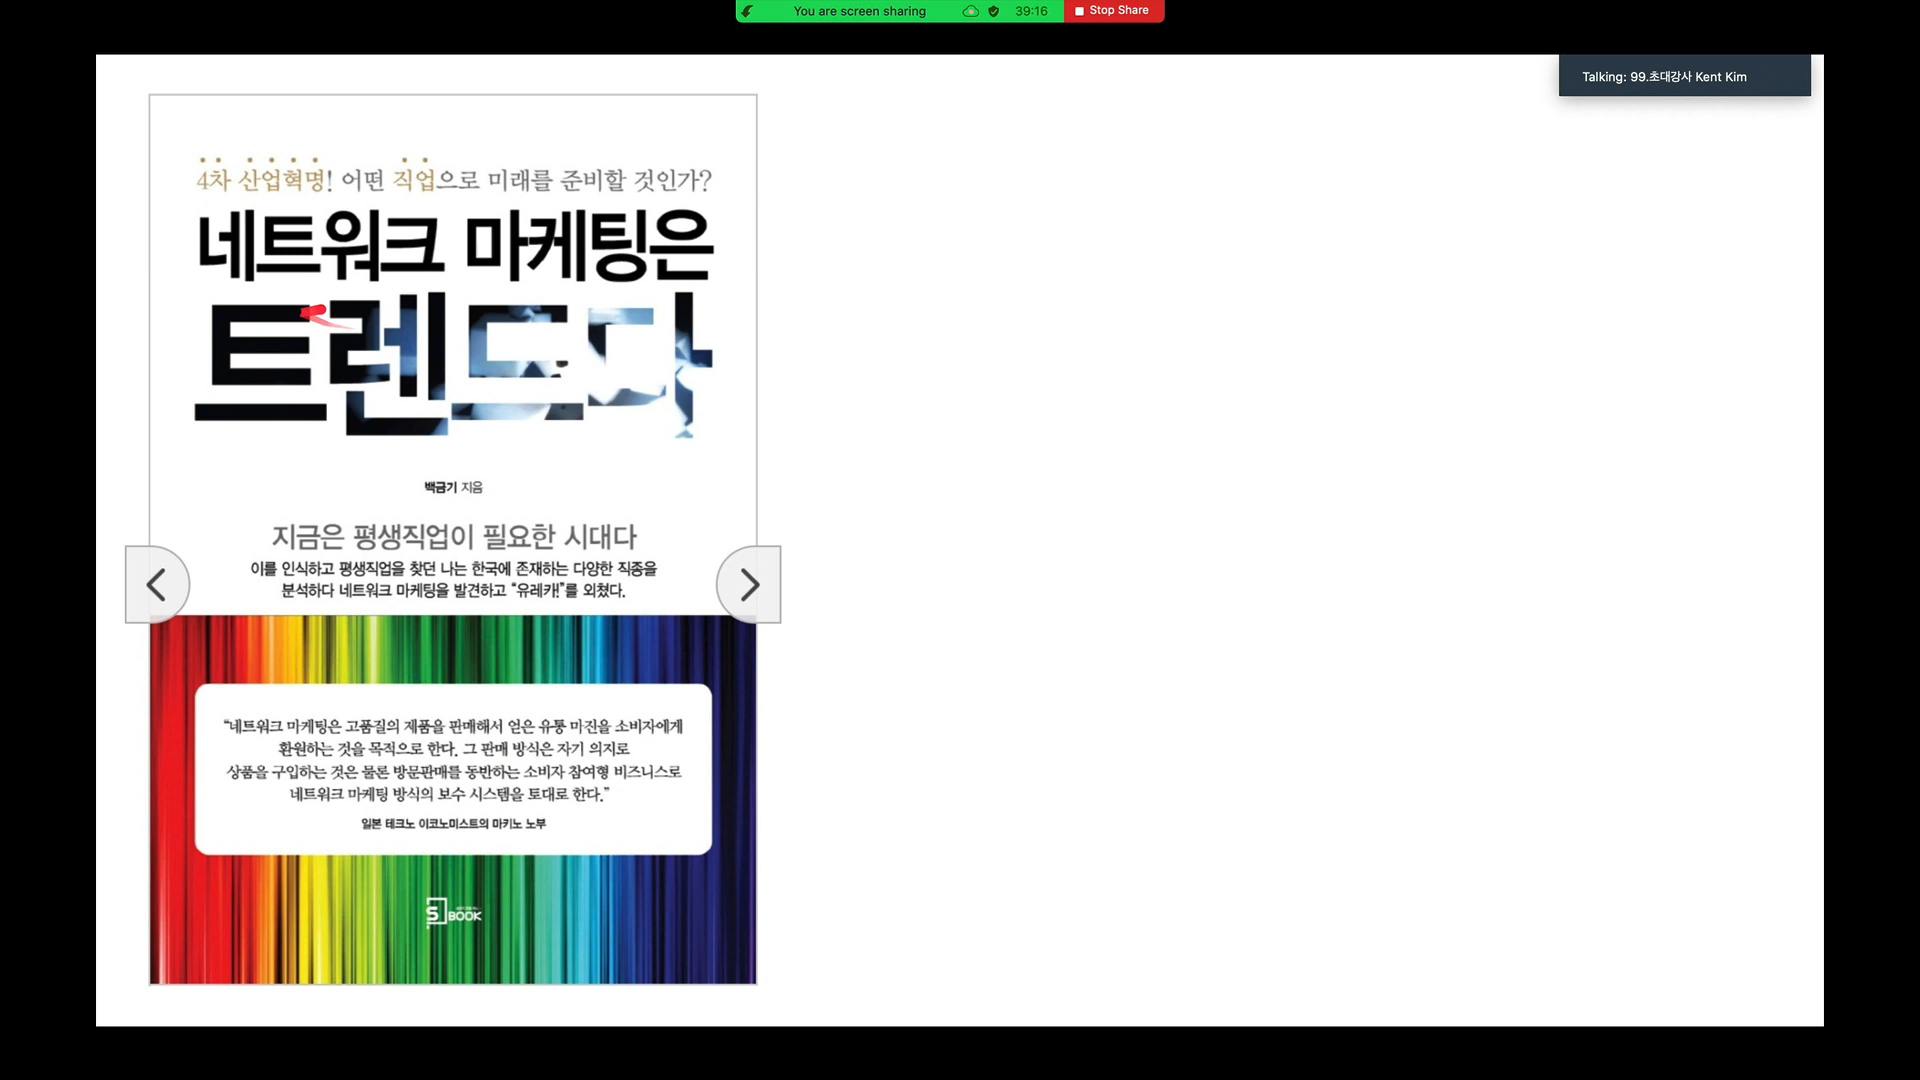 You are screen sharing 39:16 Stop Share
Talking: 99.초대강사 Kent Kim
4차 산업혁명! 어떤 직업으로 미래를 준비할 것인가?
네트워크 마케팅은
트렌드다
백금기 지음
지금은 평생직업이 필요한 시대다
이를 인식하고 평생직업을 찾던 나는 한국에 존재하는 다양한 직종을
분석하다 네트워크 마케팅을 발견하고 “유레카!”를 외쳤다.
“네트워크 마케팅은 고품질의 제품을 판매해서 얻은 유통 마진을 소비자에게
환원하는 것을 목적으로 한다. 그 판매 방식은 자기 의지로
상품을 구입하는 것은 물론 방문판매를 동반하는 소비자 참여형 비즈니스로
네트워크 마케팅 방식의 보수 시스템을 토대로 한다.”
일본 테크노 이코노미스트의 마키노 노부
S BOOK